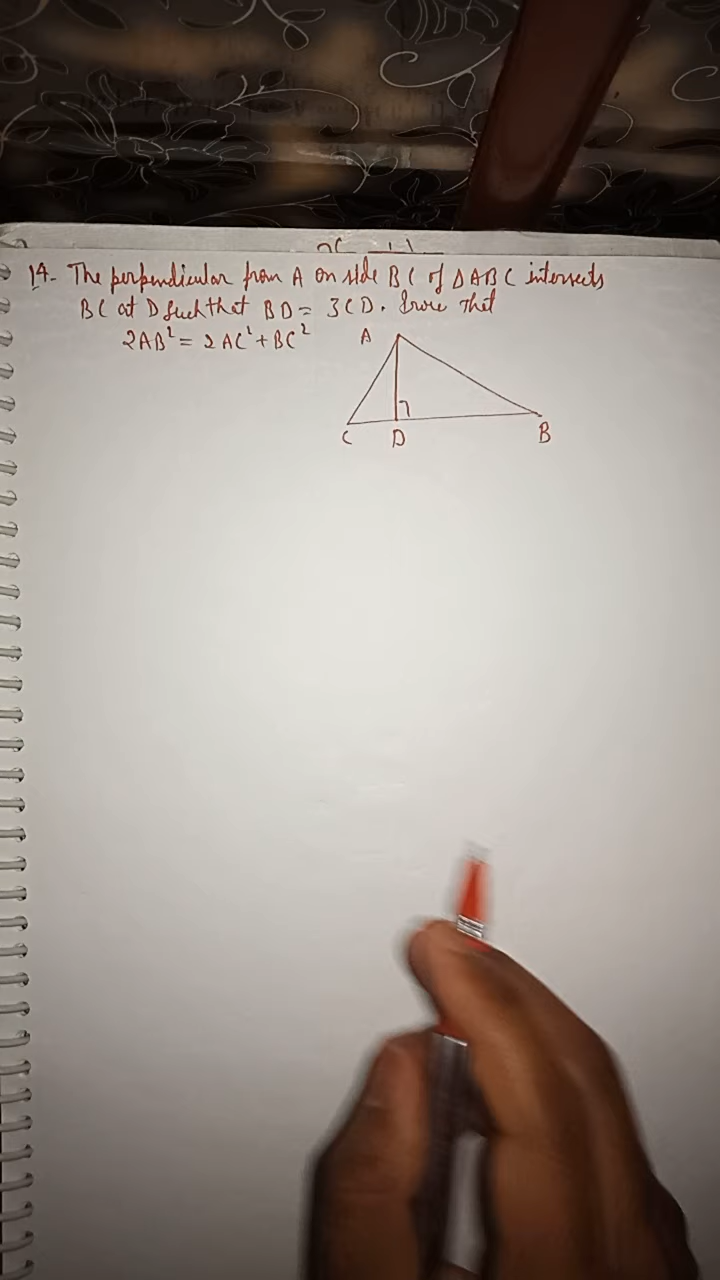 14. The perpendicular from A on side BC of ΔABC intersects
BC at D such that BD = 3CD. Prove that
2AB² = 2AC² + BC²
A
C D B